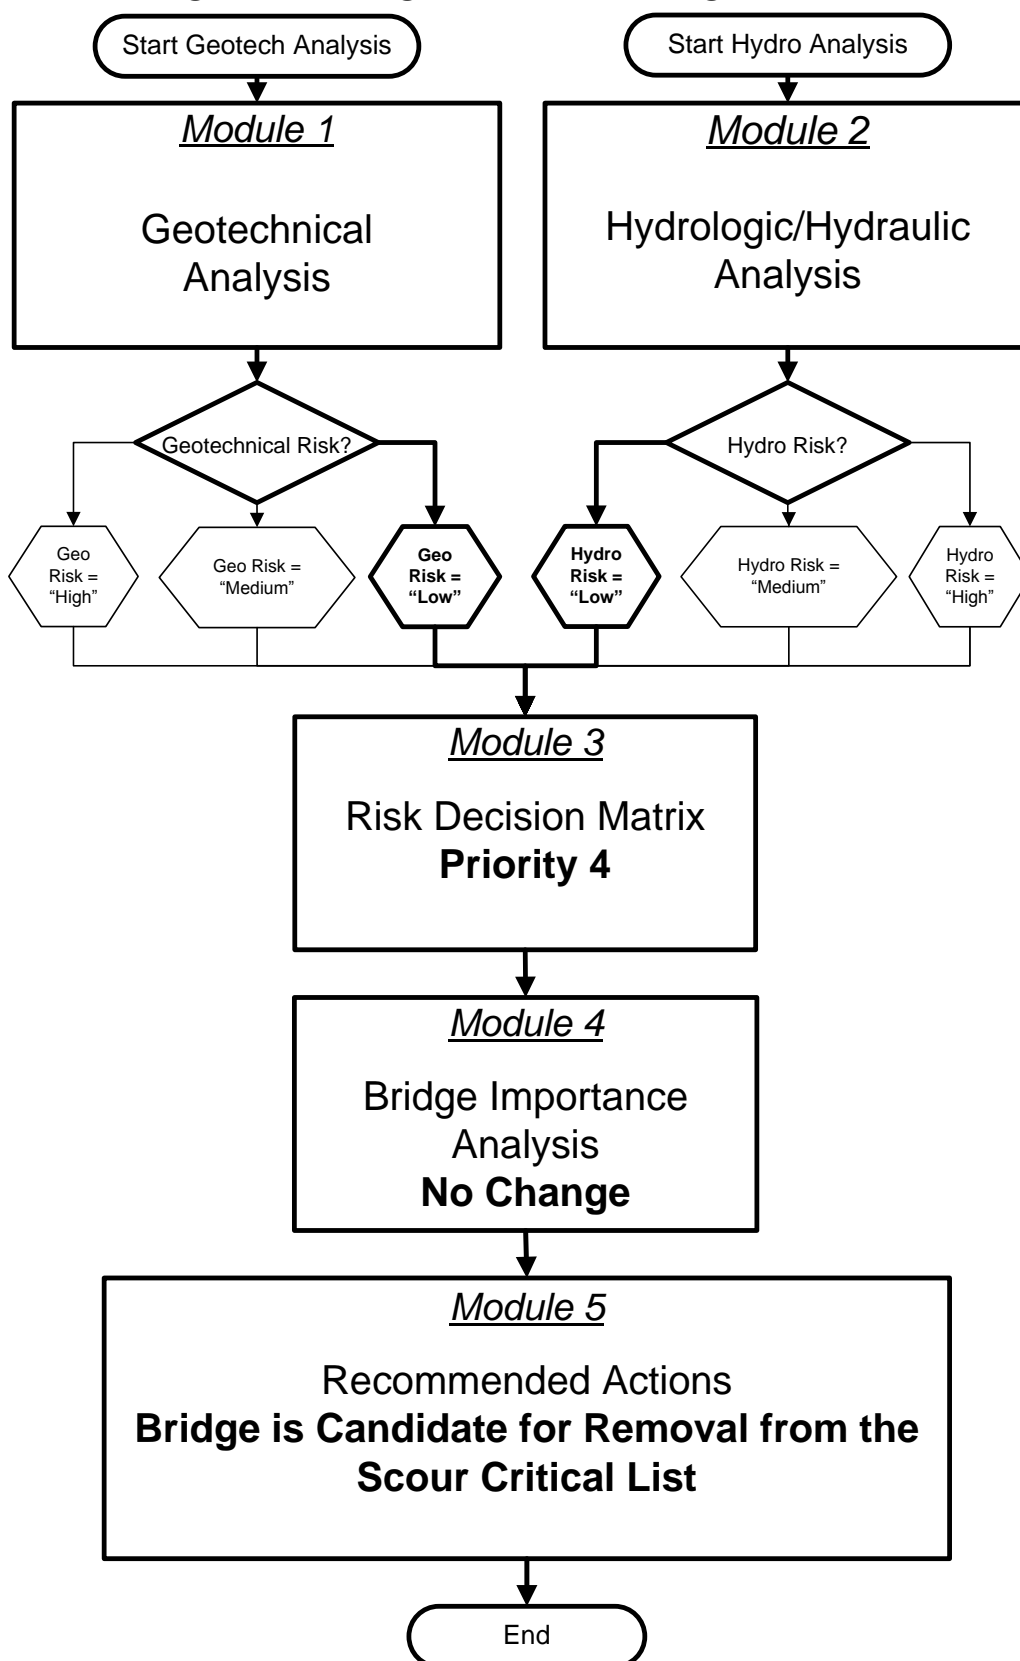 Start Geotech Analysis
Start Hydro Analysis
Module 1
Geotechnical
Analysis
Module 2
Hydrologic/Hydraulic
Analysis
Geotechnical Risk?
Hydro Risk?
Geo
Risk =
“High”
Geo Risk =
“Medium”
Geo
Risk =
“Low”
Hydro
Risk =
“Low”
Hydro Risk =
“Medium”
Hydro
Risk =
“High”
Module 3
Risk Decision Matrix
Priority 4
Module 4
Bridge Importance
Analysis
No Change
Module 5
Recommended Actions
Bridge is Candidate for Removal from the
Scour Critical List
End